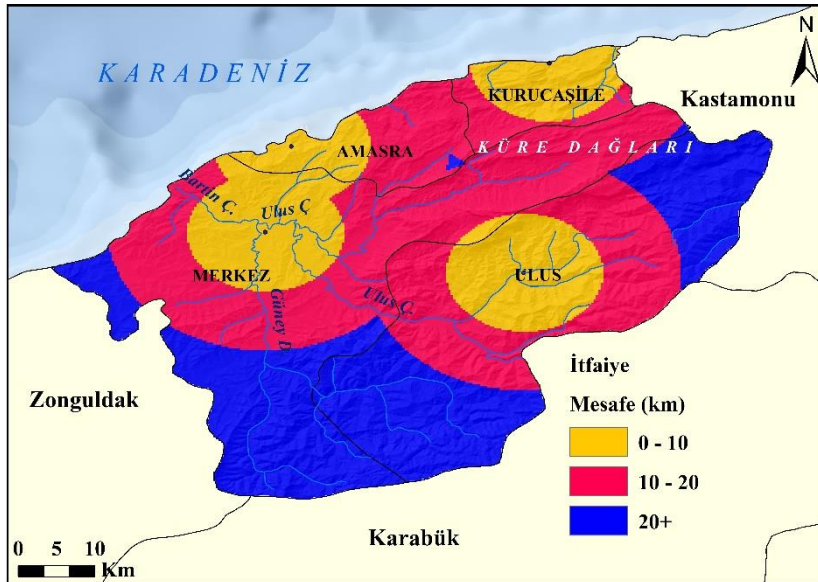 N
KARADENİZ
KURUCAŞİLE
Kastamonu
KÜRE DAĞLARI
AMASRA
Bartın Ç.
Ulus Ç
MERKEZ
ULUS
Ulus Ç.
Güney D.
Zonguldak
Karabük
İtfaiye
Mesafe (km)
0 - 10
10 - 20
20+
0 5 10
Km